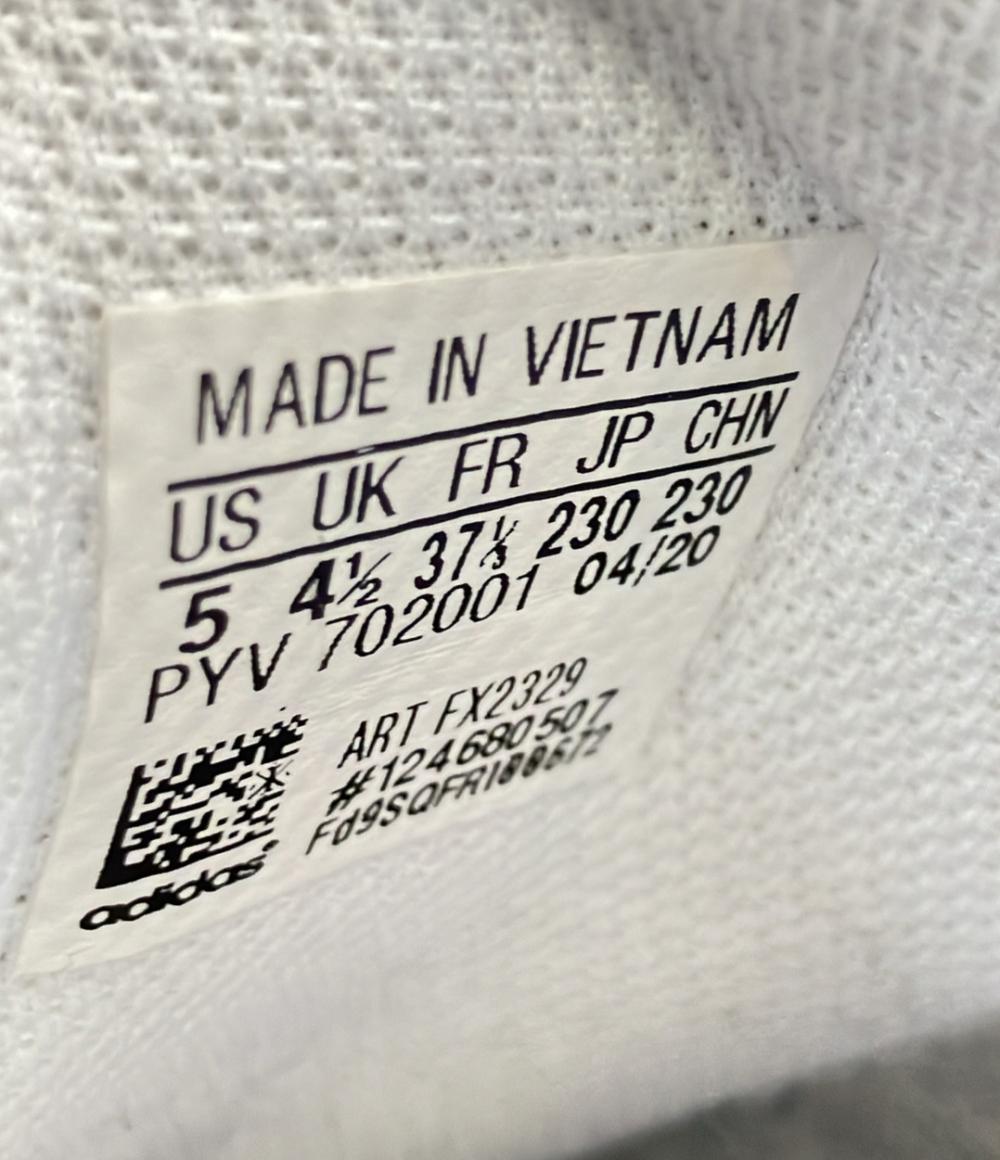 MADE IN VIETNAM
US UK FR JP CHN
5 4½ 37⅓ 230 230
PYV 702001 04/20
ART FX2329
#124680507
adidas